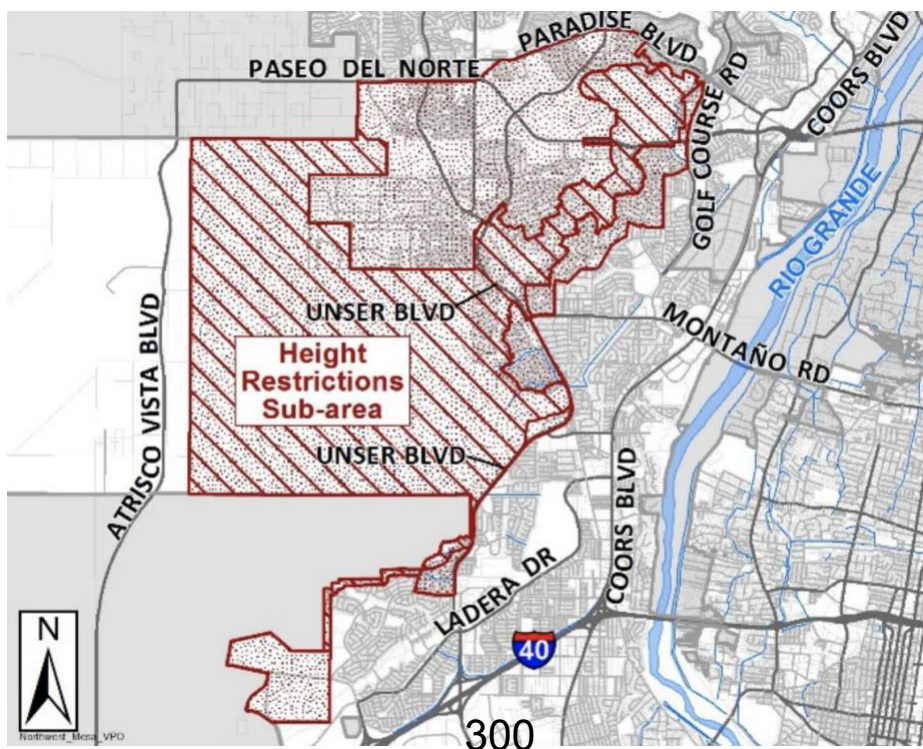 PARADISE BLVD
PASEO DEL NORTE
GOLF COURSE RD
COORS BLVD
RIO GRANDE
UNSER BLVD
MONTAÑO RD
ATRISCO VISTA BLVD
Height
Restrictions
Sub-area
UNSER BLVD
COORS BLVD
LADERA DR
40
N
Northwest_Mesa_VPO
300